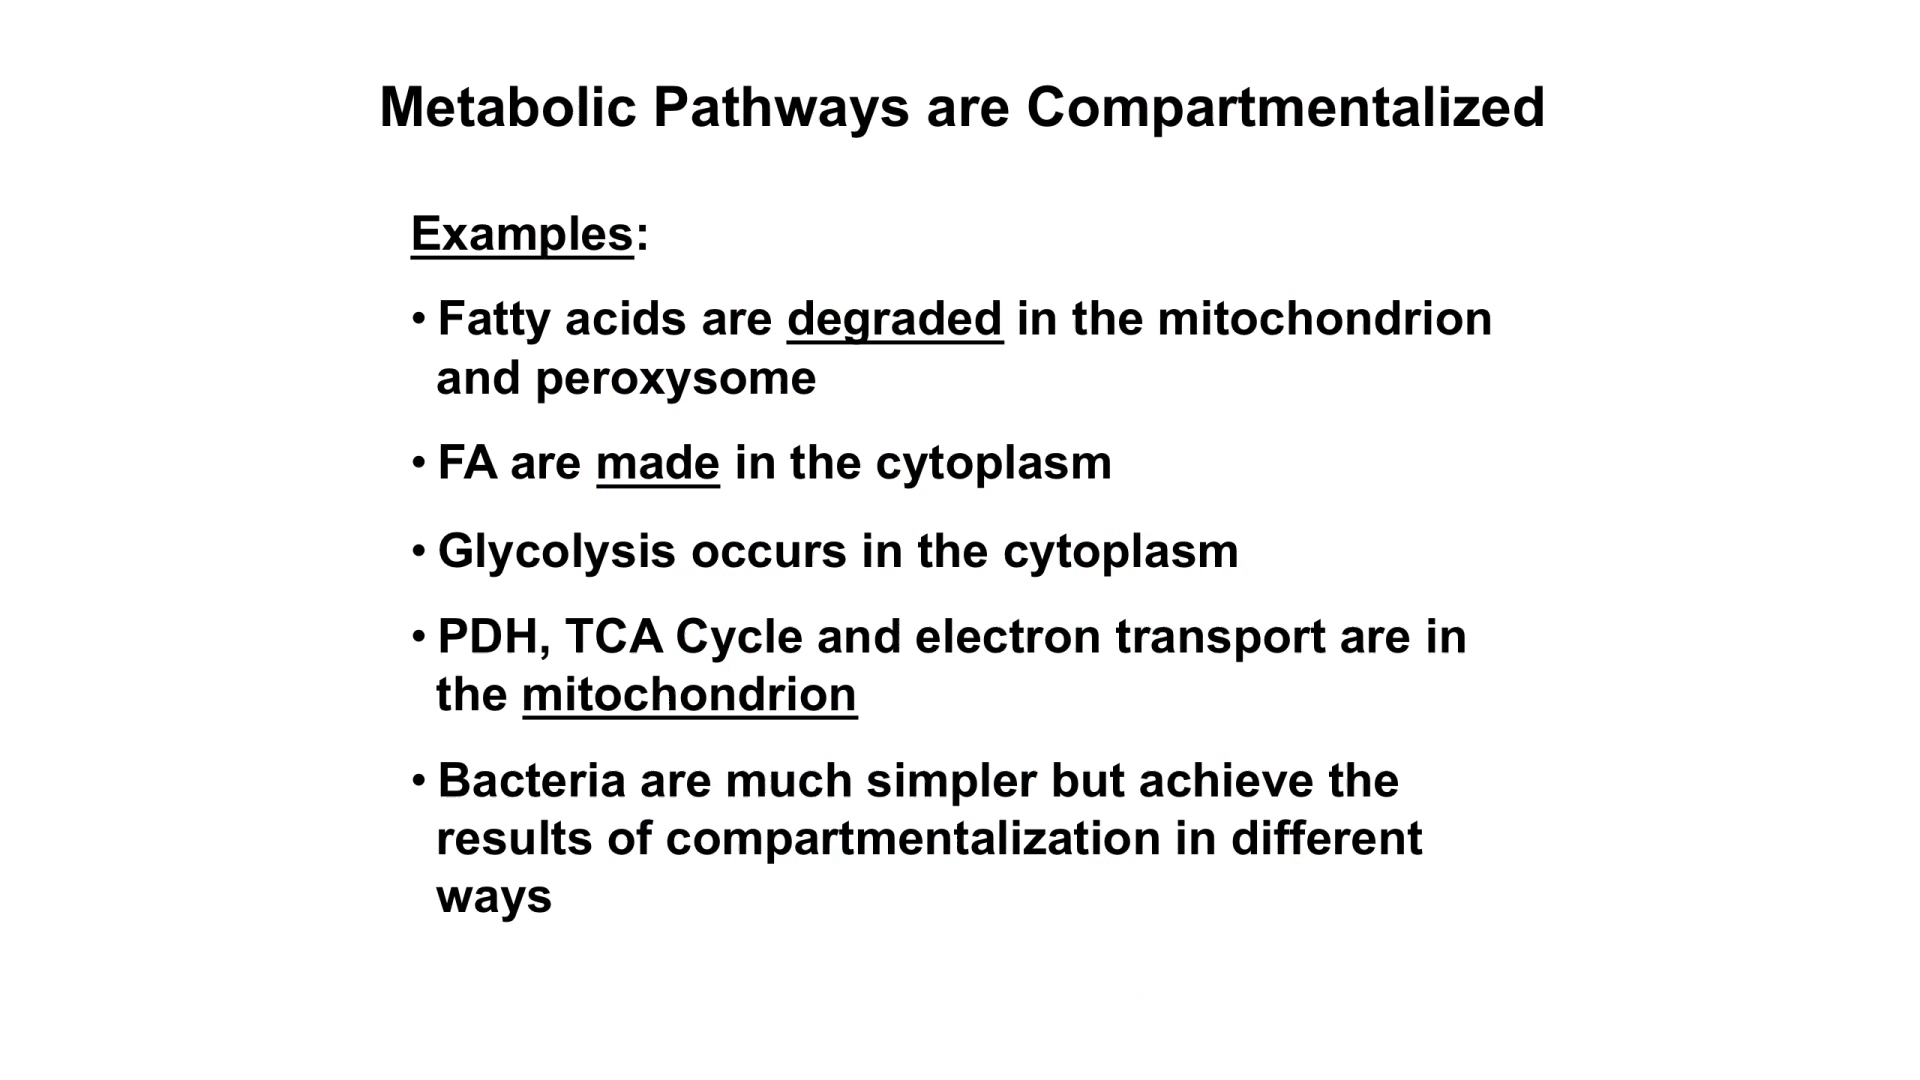 Metabolic Pathways are Compartmentalized
Examples:
• Fatty acids are degraded in the mitochondrion
and peroxysome
• FA are made in the cytoplasm
• Glycolysis occurs in the cytoplasm
• PDH, TCA Cycle and electron transport are in
the mitochondrion
• Bacteria are much simpler but achieve the
results of compartmentalization in different
ways